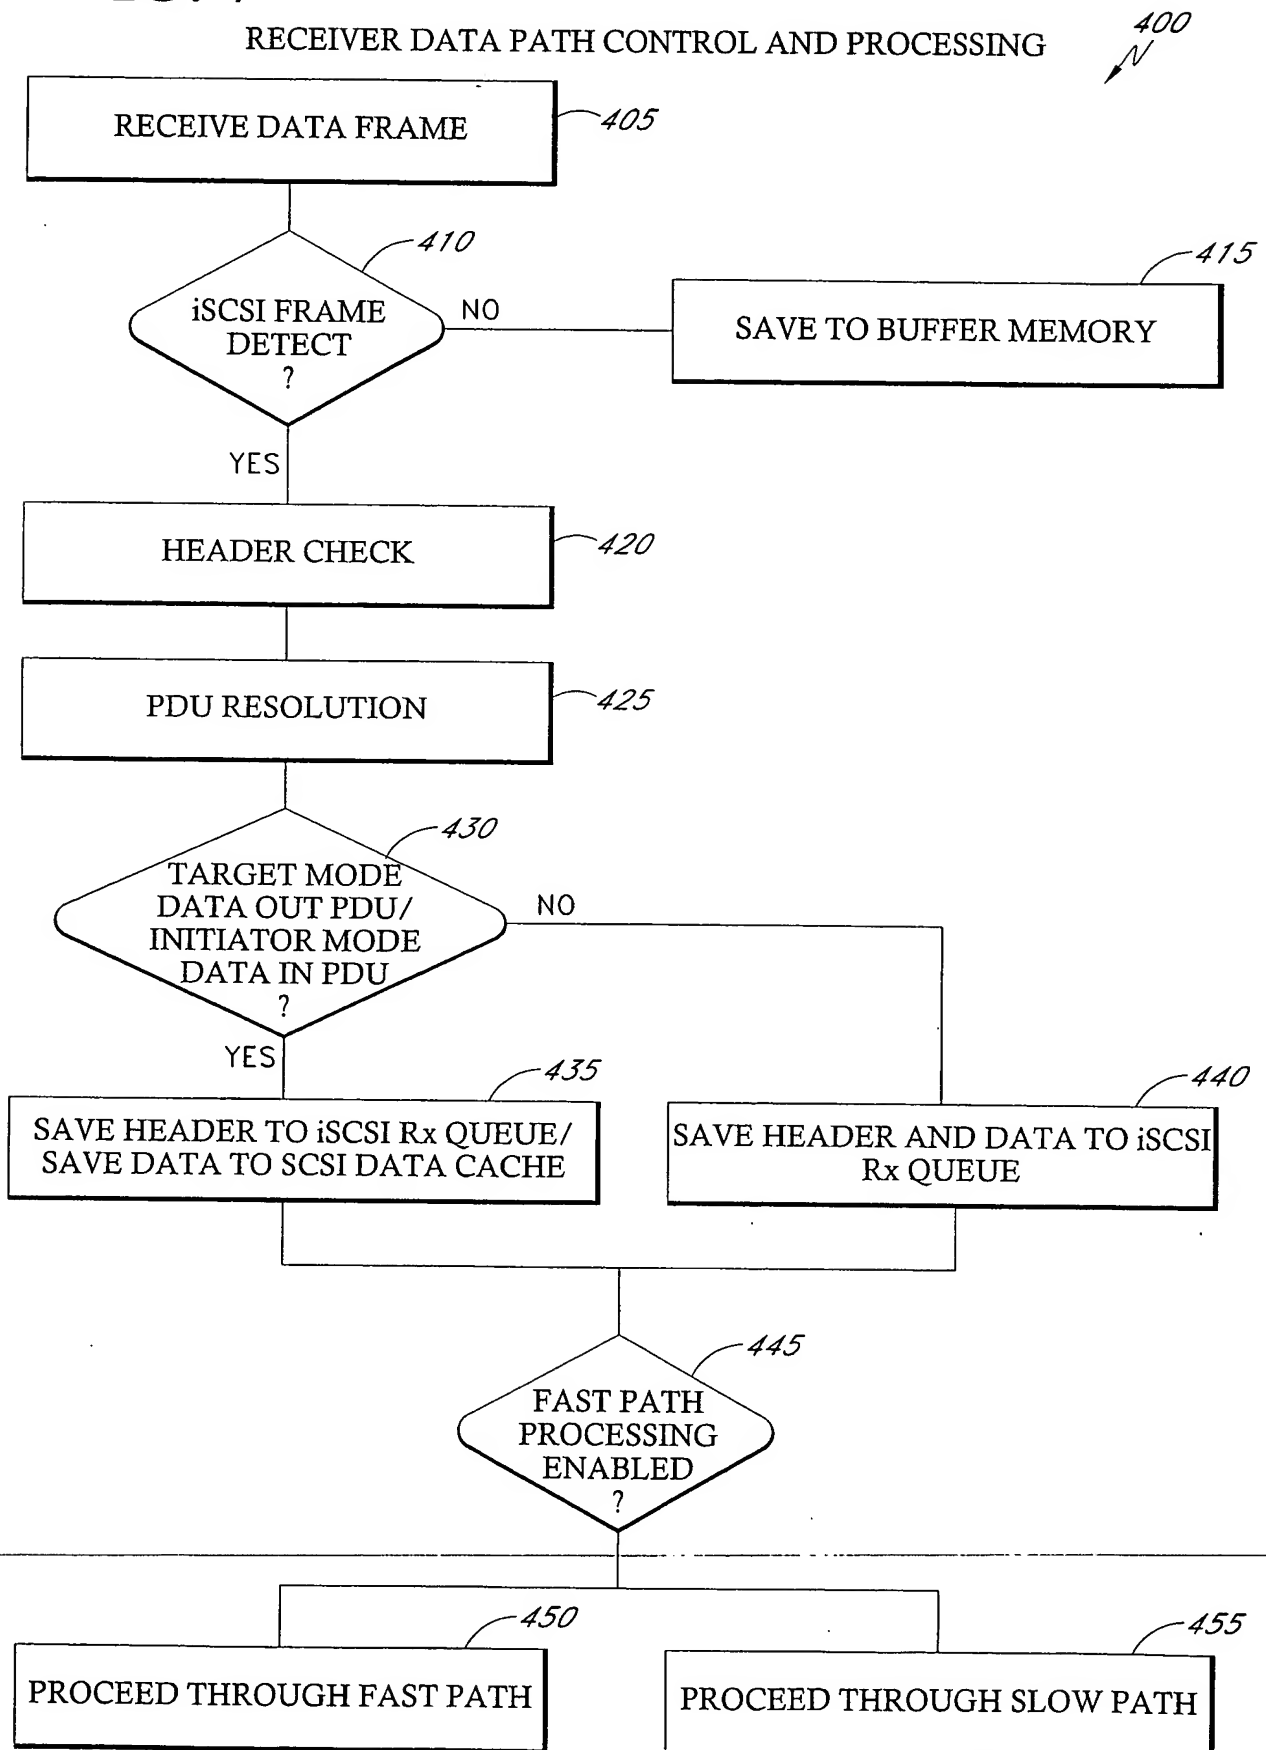 RECEIVER DATA PATH CONTROL AND PROCESSING
400
RECEIVE DATA FRAME
405
410
iSCSI FRAME
DETECT
?
NO
415
SAVE TO BUFFER MEMORY
YES
HEADER CHECK
420
PDU RESOLUTION
425
430
TARGET MODE
DATA OUT PDU/
INITIATOR MODE
DATA IN PDU
?
NO
YES
435
SAVE HEADER TO iSCSI Rx QUEUE/
SAVE DATA TO SCSI DATA CACHE
440
SAVE HEADER AND DATA TO iSCSI
Rx QUEUE
445
FAST PATH
PROCESSING
ENABLED
?
450
PROCEED THROUGH FAST PATH
455
PROCEED THROUGH SLOW PATH